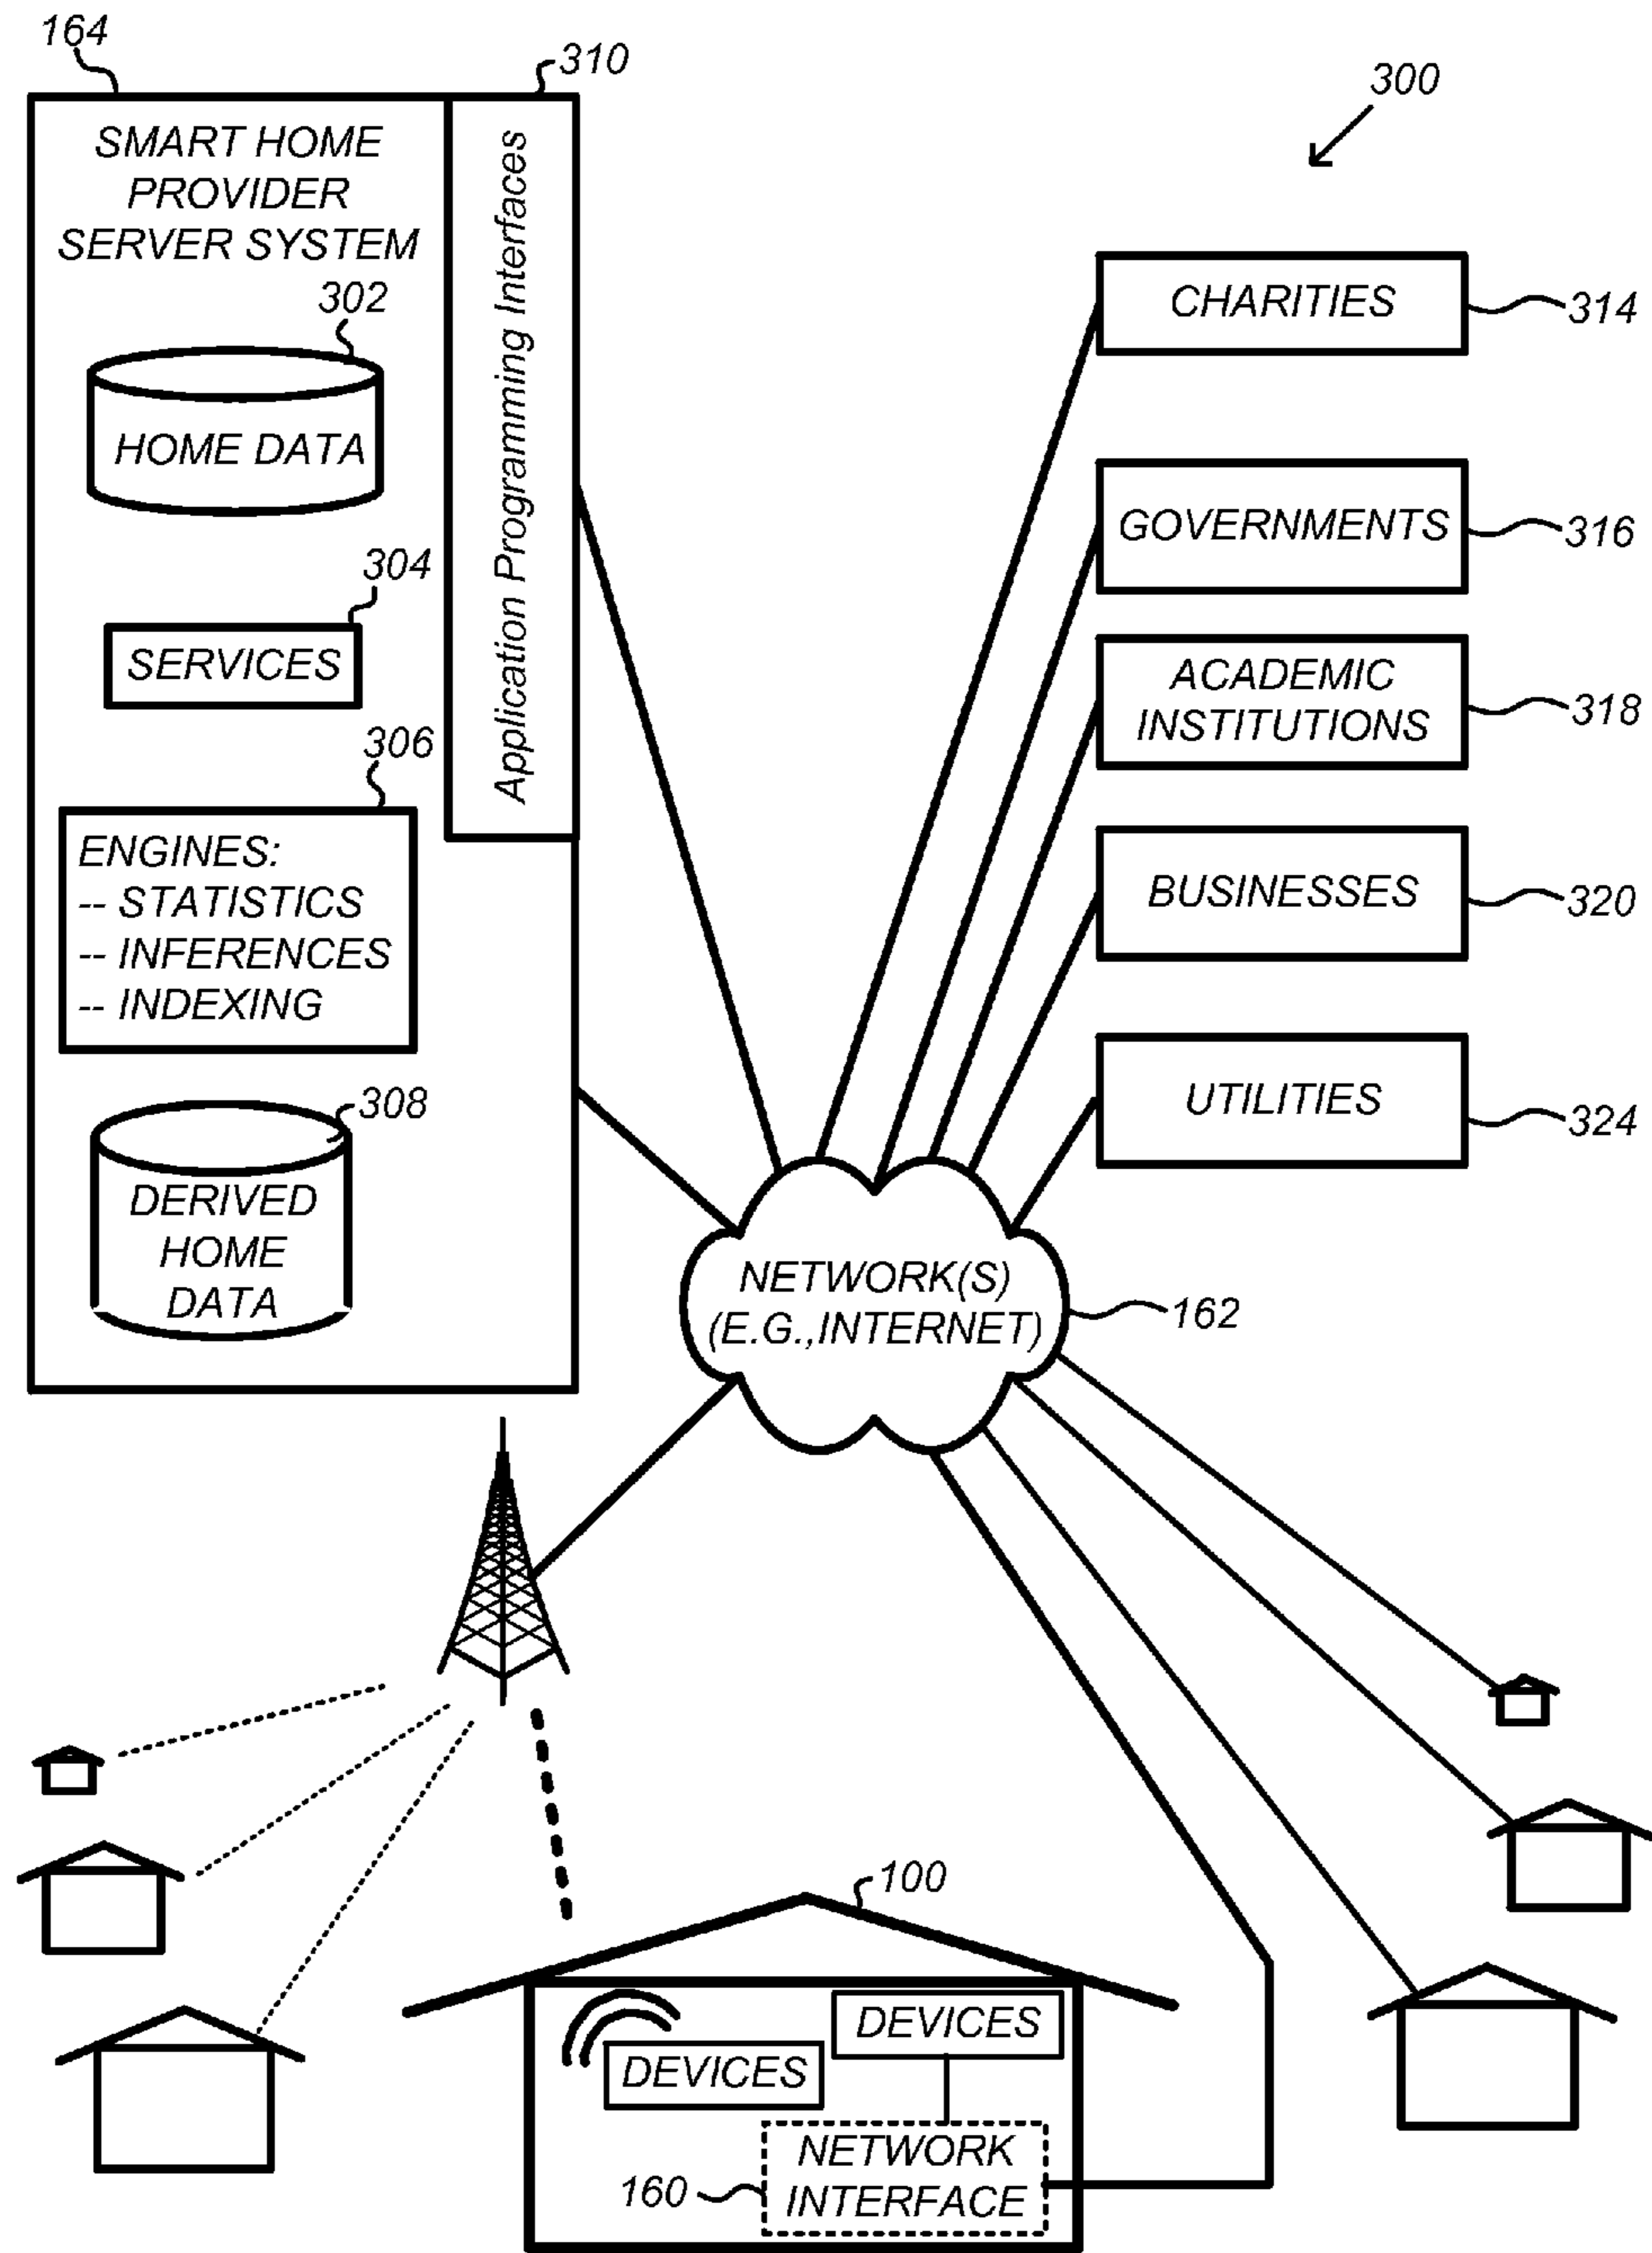 164
310
300
SMART HOME
PROVIDER
SERVER SYSTEM
Application Programming Interfaces
302
HOME DATA
304
SERVICES
306
ENGINES:
-- STATISTICS
-- INFERENCES
-- INDEXING
308
DERIVED
HOME
DATA
CHARITIES
314
GOVERNMENTS
316
ACADEMIC
INSTITUTIONS
318
BUSINESSES
320
UTILITIES
324
NETWORK(S)
(E.G.,INTERNET)
162
100
DEVICES
DEVICES
NETWORK
INTERFACE
160